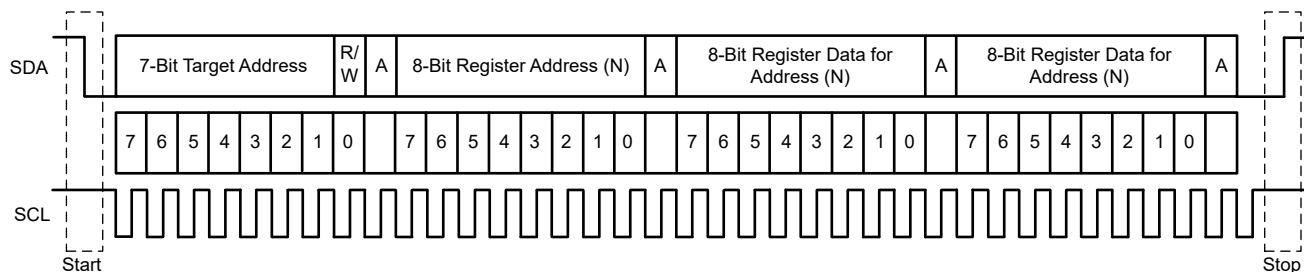 SDA
7-Bit Target Address
R/
W
A
8-Bit Register Address (N)
A
8-Bit Register Data for
Address (N)
A
8-Bit Register Data for
Address (N)
A
7 6 5 4 3 2 1 0 7 6 5 4 3 2 1 0 7 6 5 4 3 2 1 0 7 6 5 4 3 2 1 0
SCL
Start
Stop